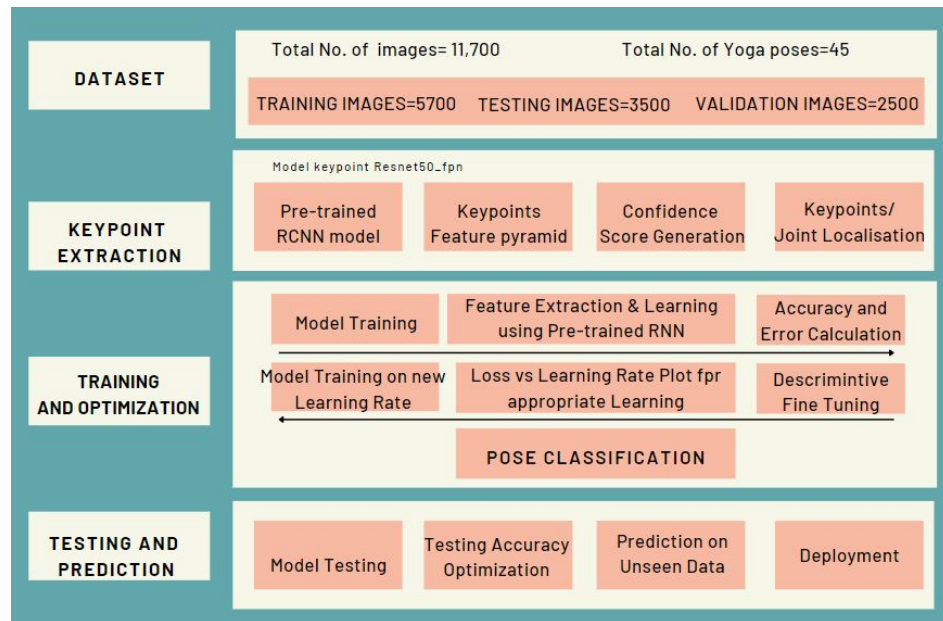 DATASET
Total No. of images= 11,700
Total No. of Yoga poses=45
TRAINING IMAGES=5700
TESTING IMAGES=3500
VALIDATION IMAGES=2500
KEYPOINT
EXTRACTION
Model keypoint Resnet50_fpn
Pre-trained
RCNN model
Keypoints
Feature pyramid
Confidence
Score Generation
Keypoints/
Joint Localisation
TRAINING
AND OPTIMIZATION
Model Training
Feature Extraction & Learning
using Pre-trained RNN
Accuracy and
Error Calculation
Model Training on new
Learning Rate
Loss vs Learning Rate Plot fpr
appropriate Learning
Descrimintive
Fine Tuning
POSE CLASSIFICATION
TESTING AND
PREDICTION
Model Testing
Testing Accuracy
Optimization
Prediction on
Unseen Data
Deployment